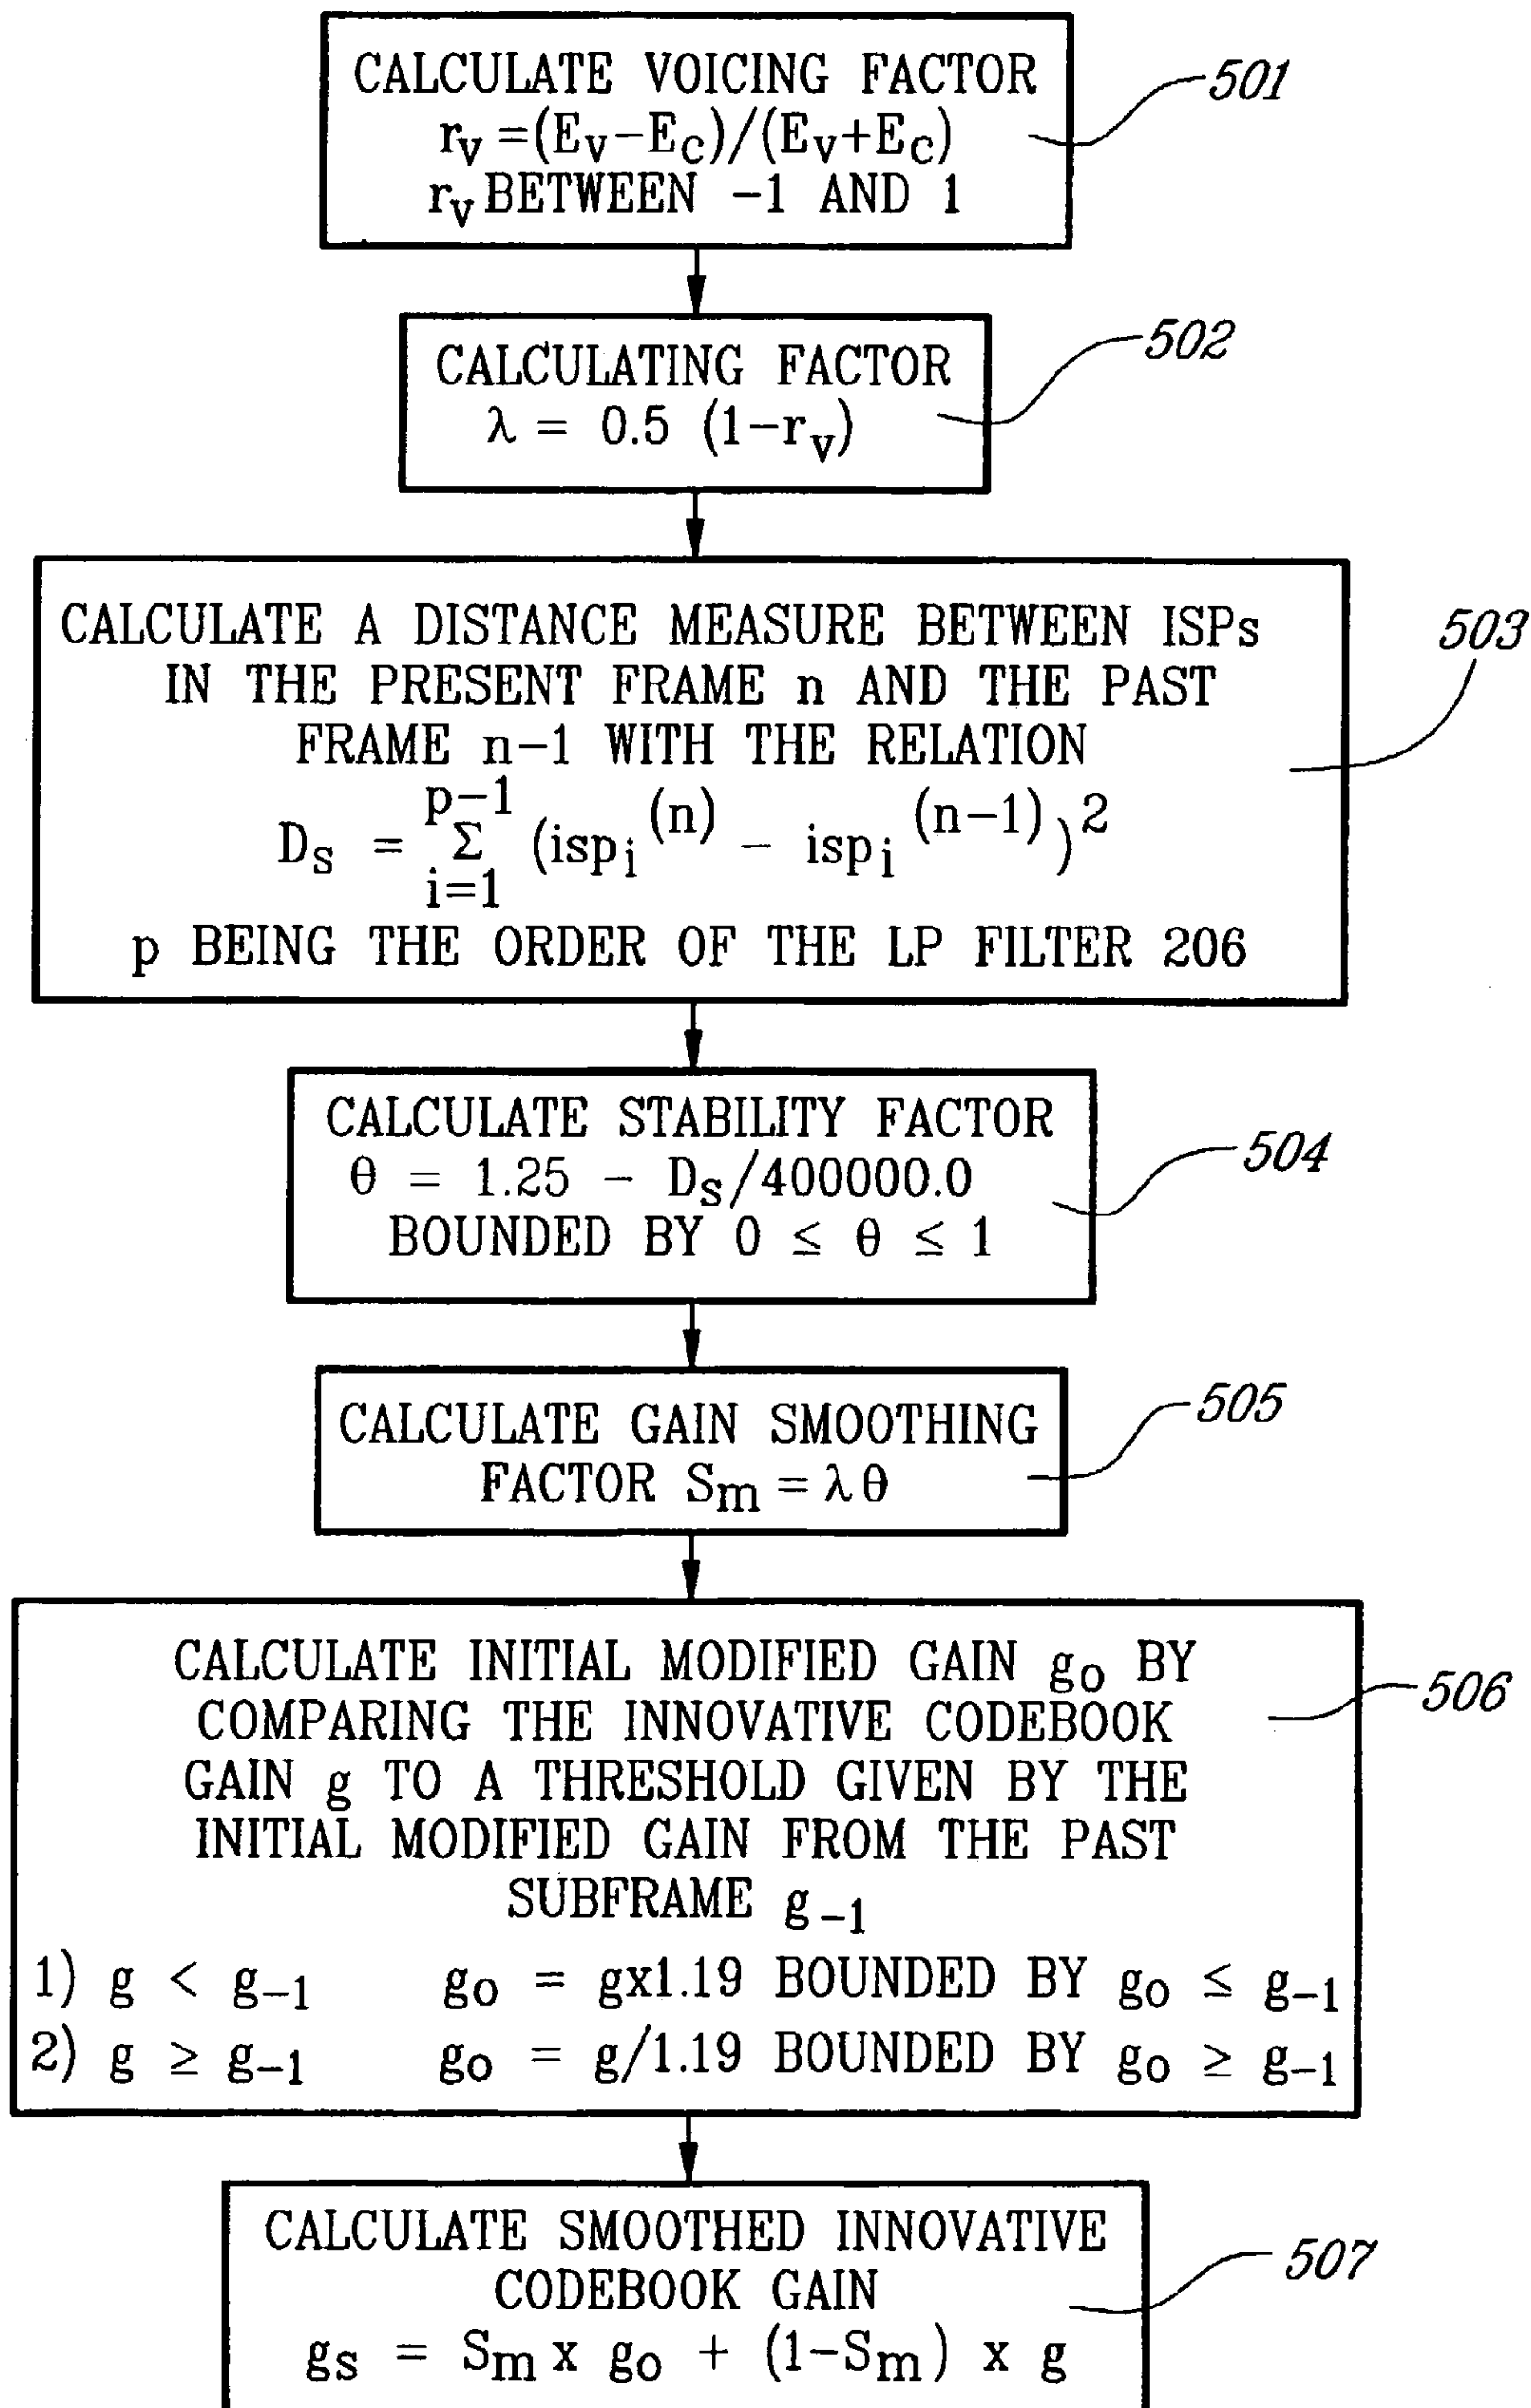 CALCULATE VOICING FACTOR
rv =(Ev-Ec)/(Ev+Ec)
rv BETWEEN -1 AND 1
501
CALCULATING FACTOR
λ = 0.5 (1-rv)
502
CALCULATE A DISTANCE MEASURE BETWEEN ISPs
IN THE PRESENT FRAME n AND THE PAST
FRAME n-1 WITH THE RELATION
p-1
Ds = Σ (ispi(n) - ispi(n-1))2
i=1
p BEING THE ORDER OF THE LP FILTER 206
503
CALCULATE STABILITY FACTOR
θ = 1.25 - Ds/400000.0
BOUNDED BY 0 ≤ θ ≤ 1
504
CALCULATE GAIN SMOOTHING
FACTOR Sm = λθ
505
CALCULATE INITIAL MODIFIED GAIN go BY
COMPARING THE INNOVATIVE CODEBOOK
GAIN g TO A THRESHOLD GIVEN BY THE
INITIAL MODIFIED GAIN FROM THE PAST
SUBFRAME g-1
1) g < g-1 go = gx1.19 BOUNDED BY go ≤ g-1
2) g ≥ g-1 go = g/1.19 BOUNDED BY go ≥ g-1
506
CALCULATE SMOOTHED INNOVATIVE
CODEBOOK GAIN
gs = Sm x go + (1-Sm) x g
507